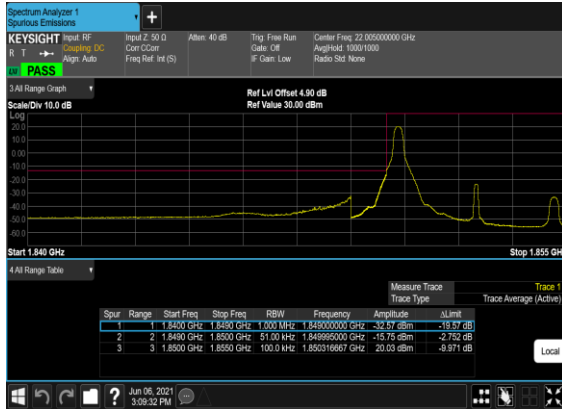 Spectrum Analyzer 1
Spurious Emissions
KEYSIGHT Input: RF Input Z: 50 Ω Atten: 40 dB Trig: Free Run Center Freq: 22.005000000 GHz
R T Coupling: DC Corr CCorr Gate: Off Avg|Hold: 1000/1000
Align: Auto Freq Ref: Int (S) IF Gain: Low Radio Std: None
PASS
3 All Range Graph
Ref Lvl Offset 4.90 dB
Scale/Div 10.0 dB Ref Value 30.00 dBm
Log
20.0
10.0
0.00
-10.0
-20.0
-30.0
-40.0
-50.0
-60.0
Start 1.840 GHz Stop 1.855 GH
4 All Range Table
Measure Trace Trace 1
Trace Type Trace Average (Active)
Spur Range Start Freq Stop Freq RBW Frequency Amplitude ΔLimit
1 1 1.8400 GHz 1.8490 GHz 1.000 MHz 1.849000000 GHz -32.57 dBm -19.57 dB
2 2 1.8490 GHz 1.8500 GHz 51.00 kHz 1.849995000 GHz -15.75 dBm -2.752 dB
3 3 1.8500 GHz 1.8550 GHz 100.0 kHz 1.850316667 GHz 20.03 dBm -9.971 dB
Local
Jun 06, 2021
3:09:32 PM